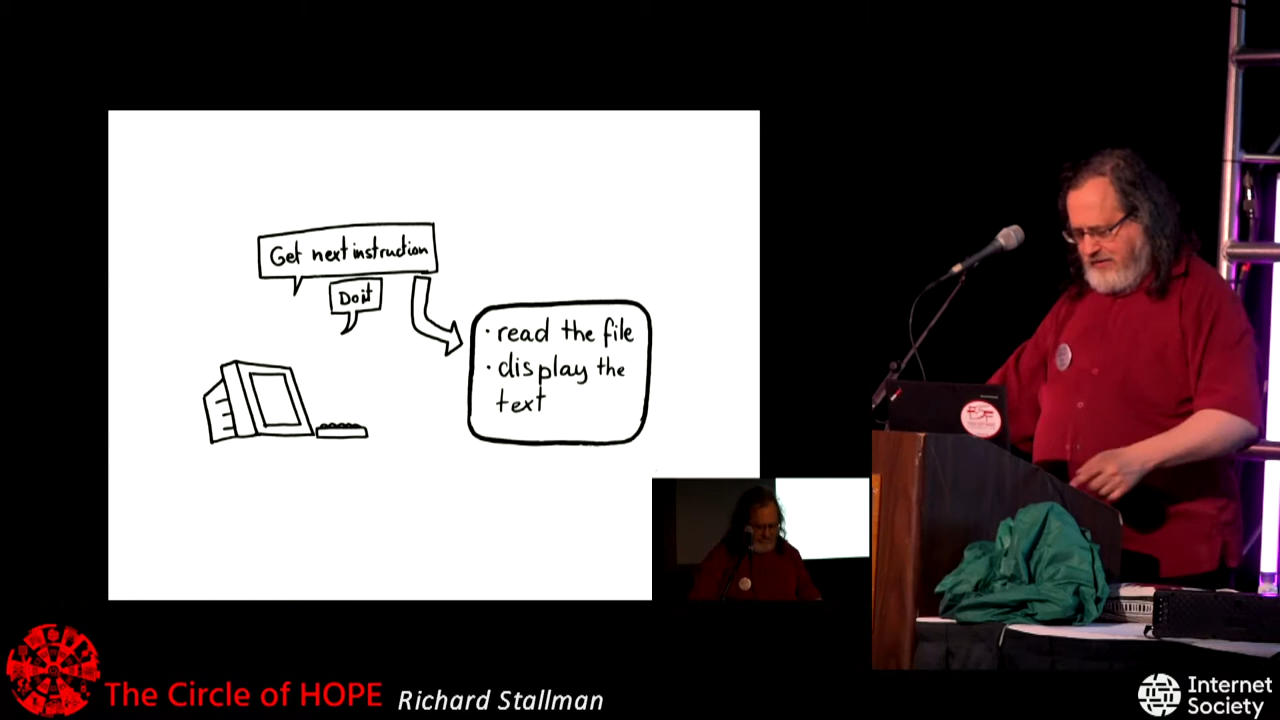 Get next instruction
Do it
· read the file
· display the
text
FSF
The Circle of HOPE
Richard Stallman
Internet
Society